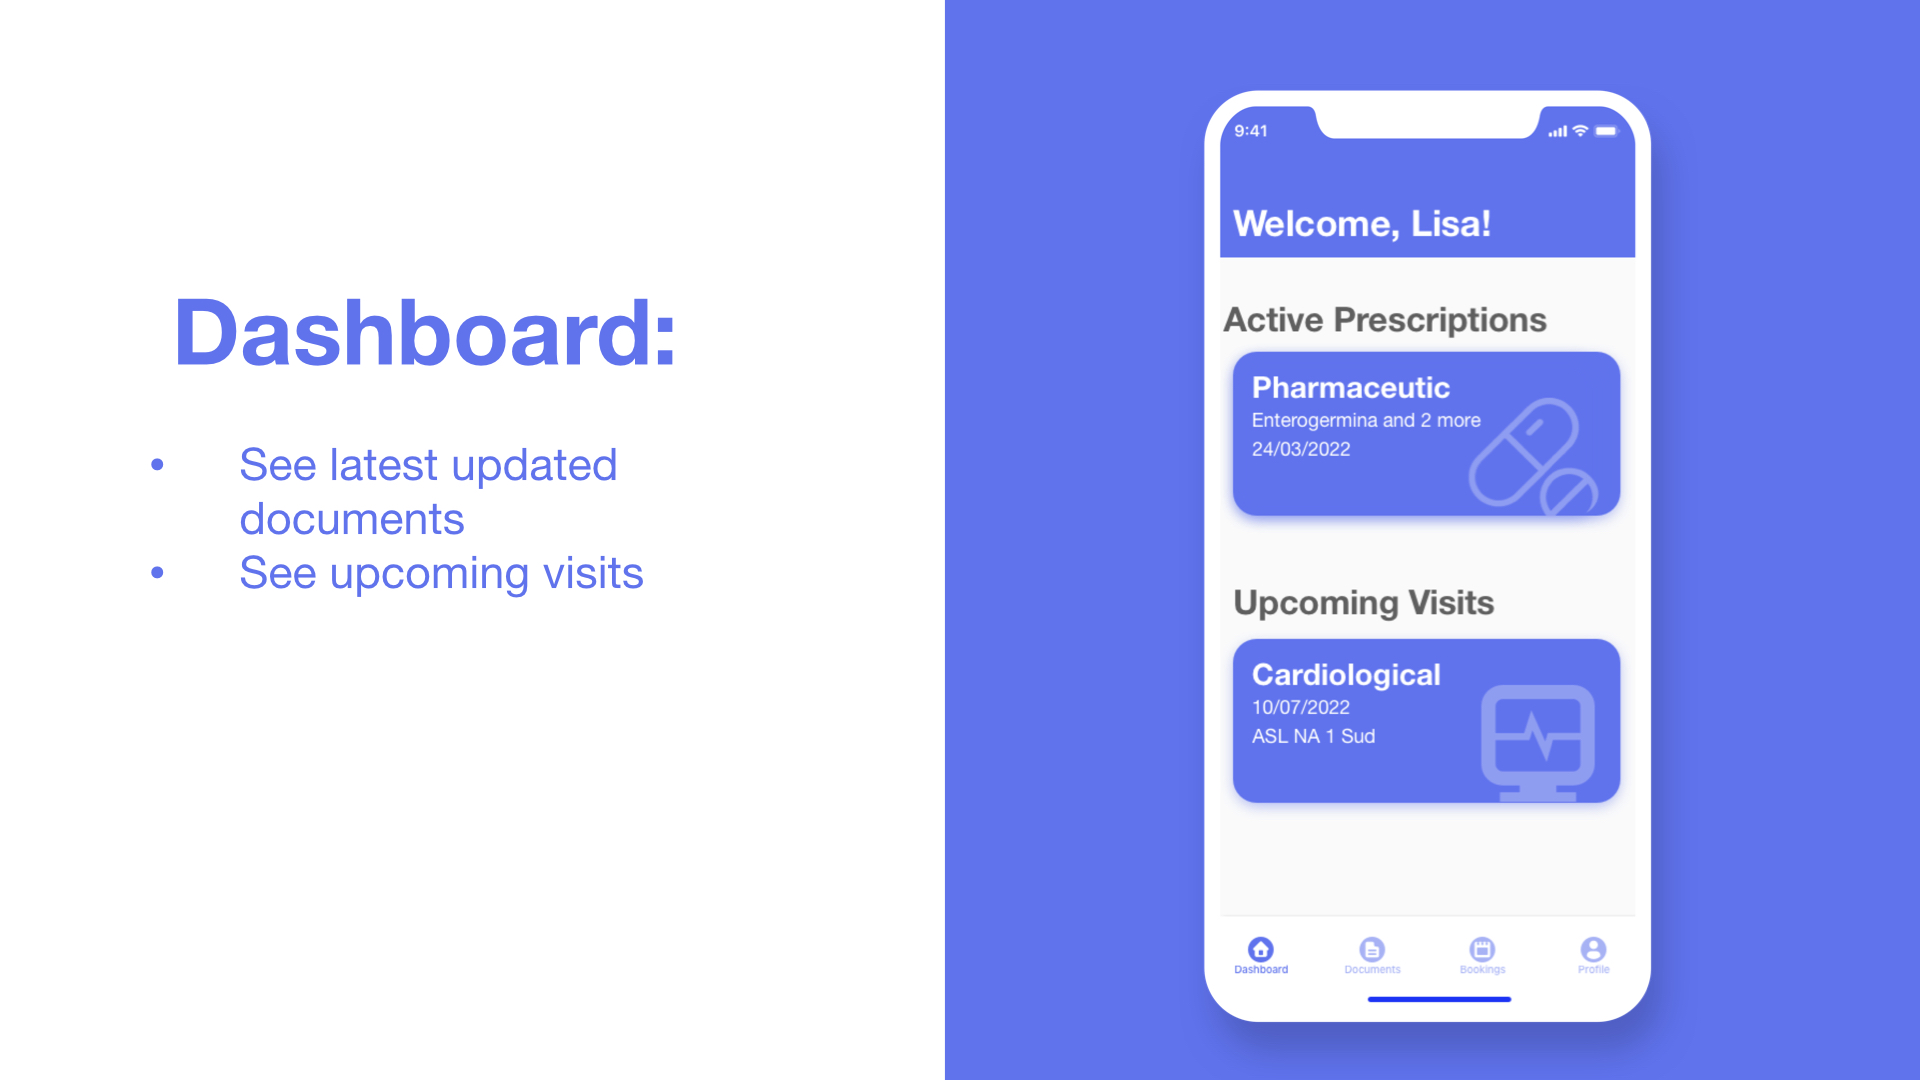 Dashboard:
• See latest updated
documents
• See upcoming visits
9:41
Welcome, Lisa!
Active Prescriptions
Pharmaceutic
Enterogermina and 2 more
24/03/2022
Upcoming Visits
Cardiological
10/07/2022
ASL NA 1 Sud
Dashboard
Documents
Bookings
Profile